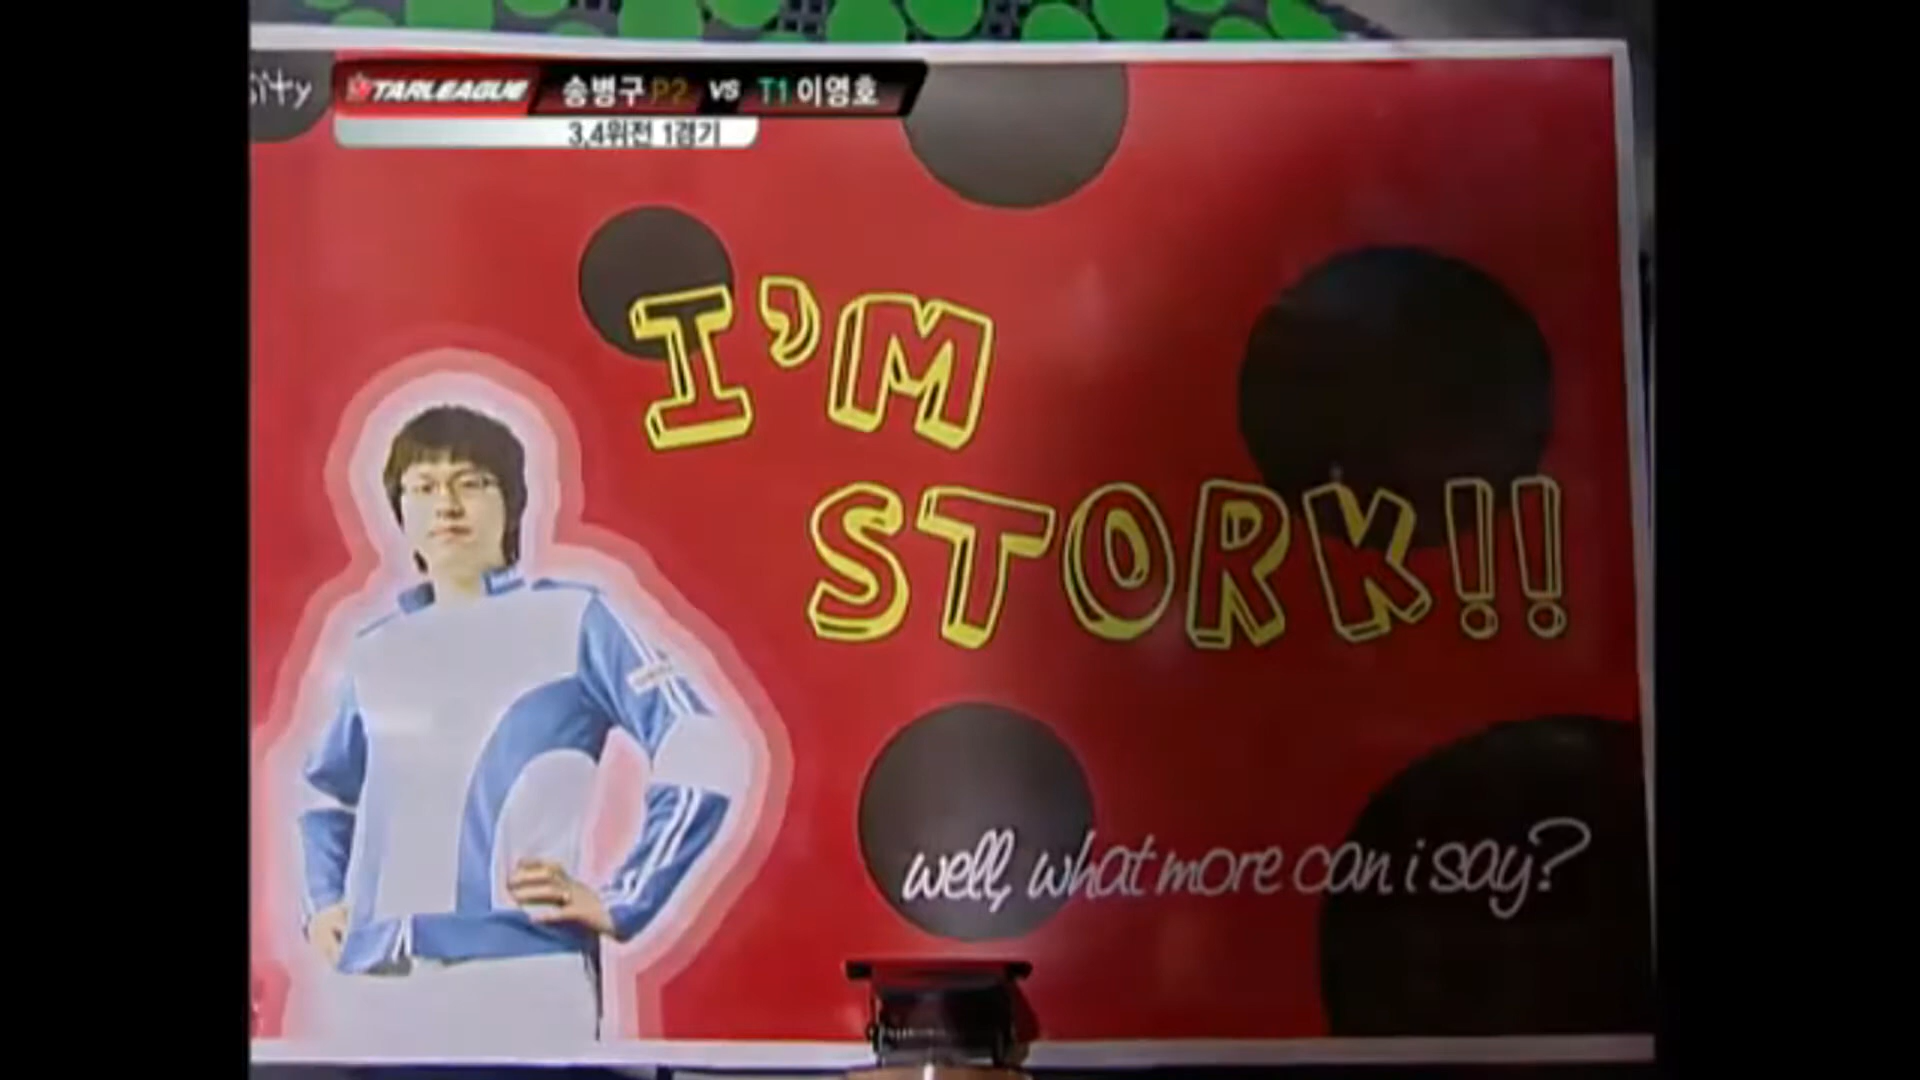 sity
STARLEAGUE 송병구 P2 vs T1 이영호
3,4위전 1경기
I'M
STORK!!
well, what more can i say?